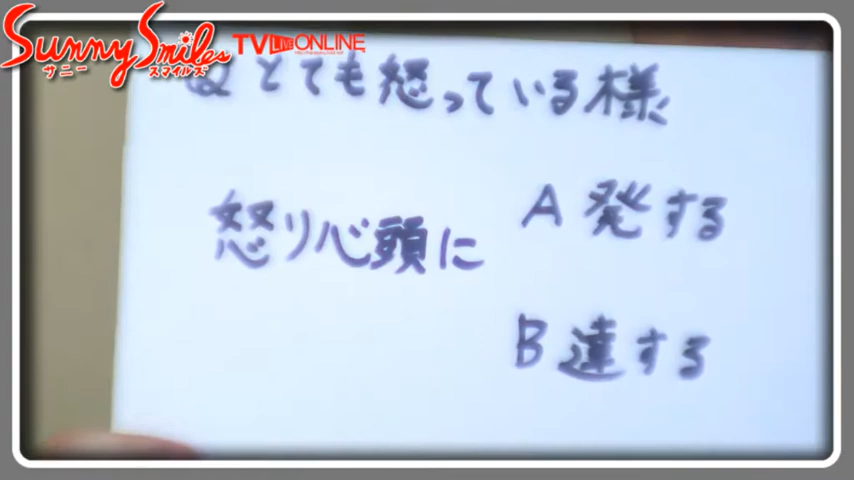 Sunny Smiles
サニー スマイルズ
TV LIVE ONLINE
Q とても怒っている様
怒り心頭に
A 発する
B 達する